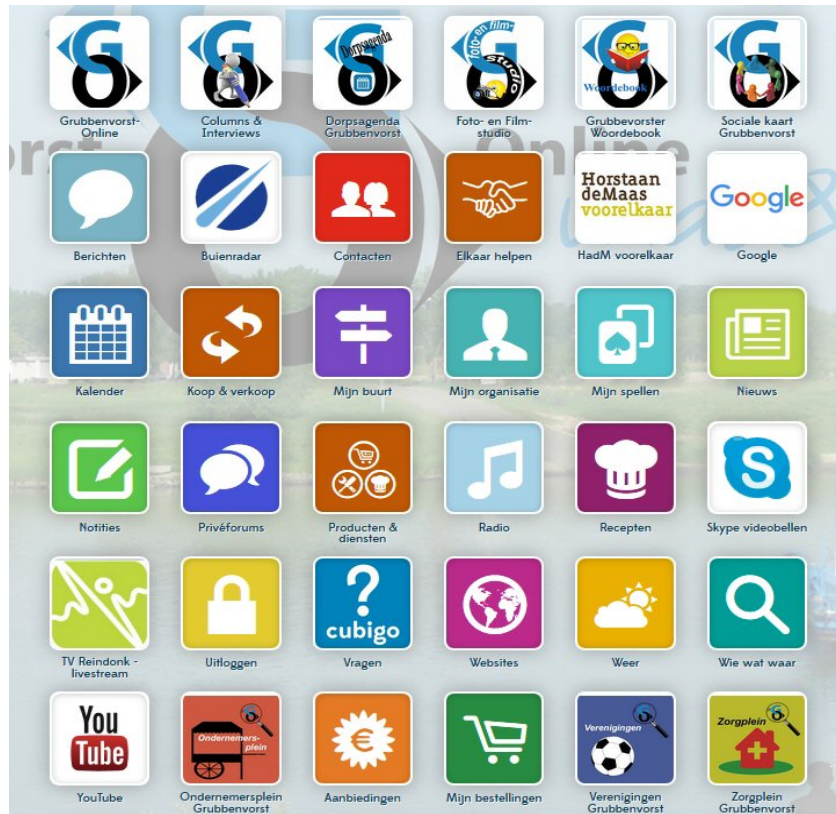 Dorpsagenda
foto- en film-
studio
Woordebook
Grubbenvorst-
Online
Columns &
Interviews
Dorpsagenda
Grubbenvorst
Foto- en Film-
studio
Grubbevorster
Woordebook
Sociale kaart
Grubbenvorst
orst
Online
Horstaan
deMaas
voorelkaar
Google
Berichten
Buienradar
Contacten
Elkaar helpen
HadM voorelkaar
Google
Kalender
Koop & verkoop
Mijn buurt
Mijn organisatie
Mijn spellen
Nieuws
S
Notities
Privéforums
Producten &
diensten
Radio
Recepten
Skype videobellen
?
cubigo
TV Reindonk -
livestream
Uitloggen
Vragen
Websites
Weer
Wie wat waar
You
Tube
Ondernemers-
plein
€
Verenigingen
Zorgplein
YouTube
Ondernemersplein
Grubbenvorst
Aanbiedingen
Mijn bestellingen
Verenigingen
Grubbenvorst
Zorgplein
Grubbenvorst